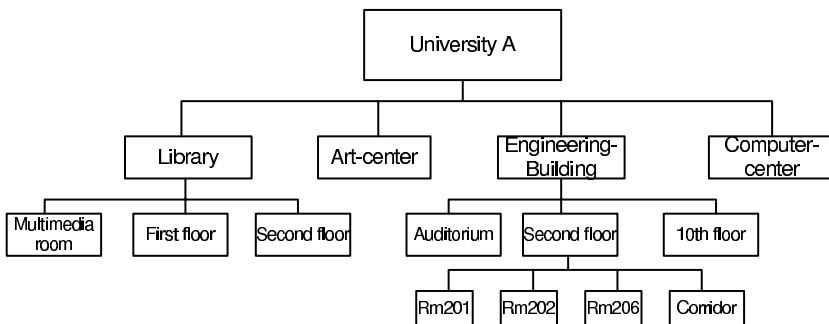 University A
Library
Art-center
Engineering-
Building
Computer-
center
Multimedia
room
First floor
Second floor
Auditorium
Second floor
10th floor
Rm201
Rm202
Rm206
Corridor